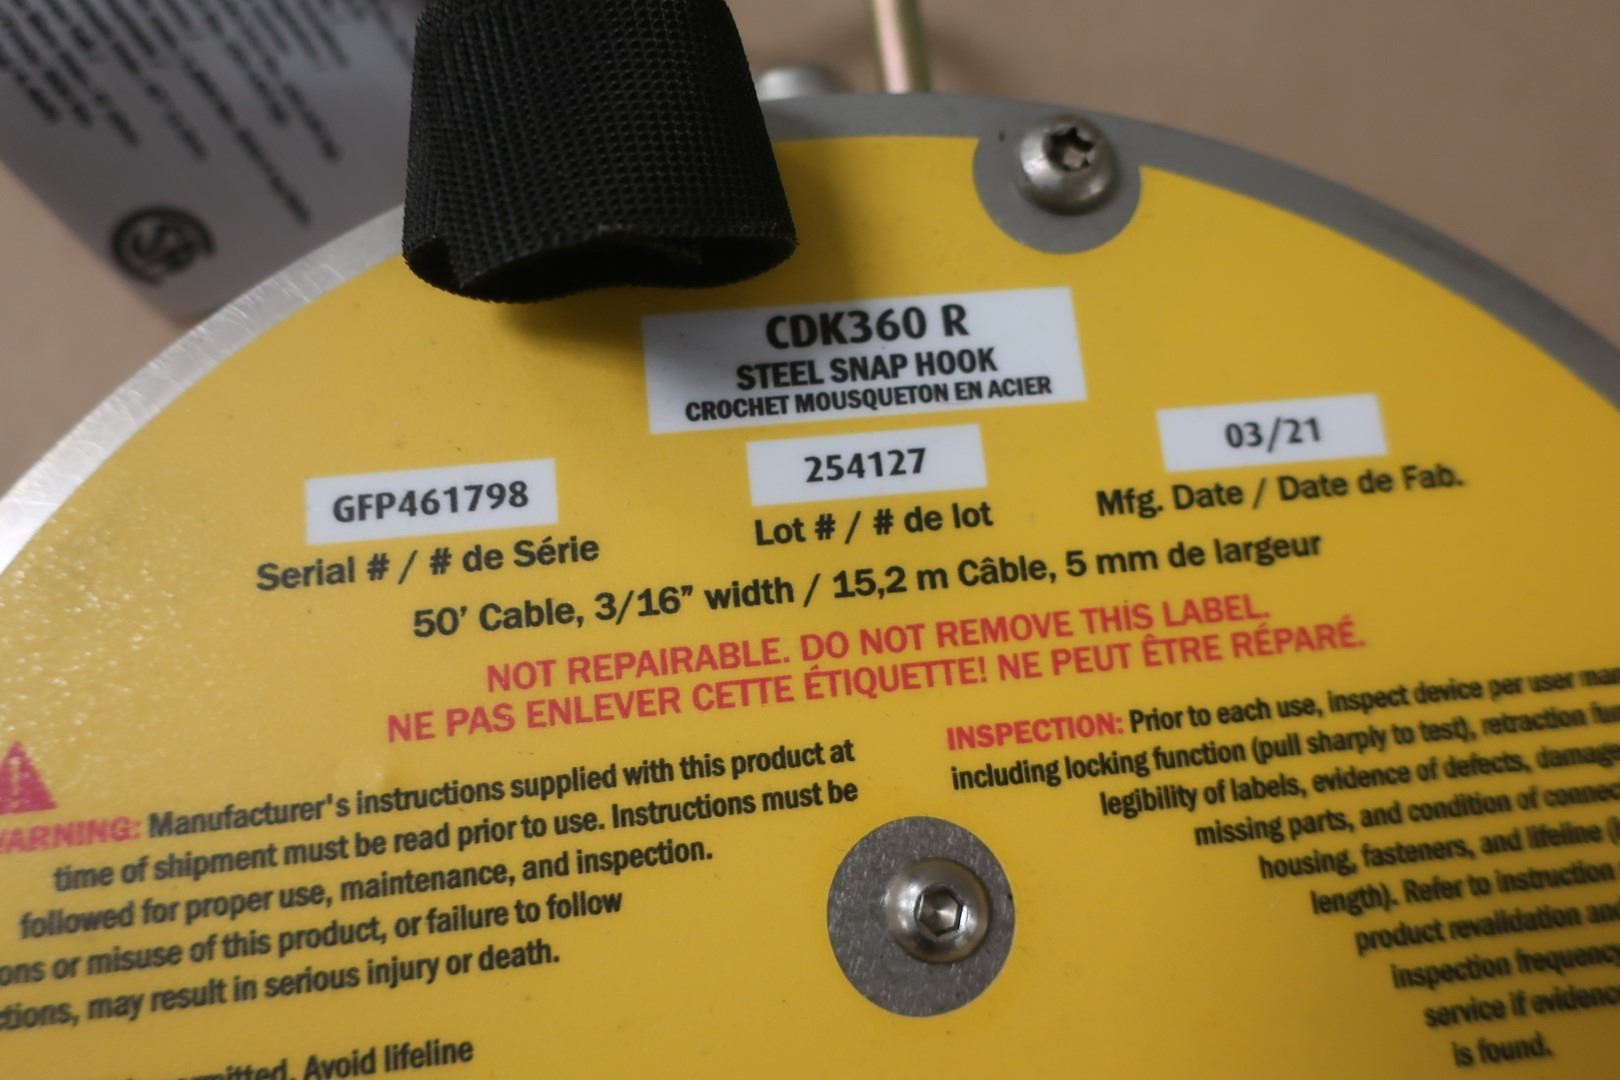 CDK360 R
STEEL SNAP HOOK
CROCHET MOUSQUETON EN ACIER
GFP461798
254127
03/21
Serial # / # de Série
Lot # / # de lot
Mfg. Date / Date de Fab.
50' Cable, 3/16” width / 15,2 m Câble, 5 mm de largeur
NOT REPAIRABLE. DO NOT REMOVE THIS LABEL.
NE PAS ENLEVER CETTE ÉTIQUETTE! NE PEUT ÊTRE RÉPARÉ.
WARNING: Manufacturer's instructions supplied with this product at
time of shipment must be read prior to use. Instructions must be
followed for proper use, maintenance, and inspection.
ons or misuse of this product, or failure to follow
ctions, may result in serious injury or death.
mitted. Avoid lifeline
INSPECTION: Prior to each use, inspect device per user
including locking function (pull sharply to test), retraction
legibility of labels, evidence of defects,
missing parts, and condition of
housing, fasteners, and lifeline
length). Refer to instruction
product revalidation
inspection frequency
service if evidence
is found.